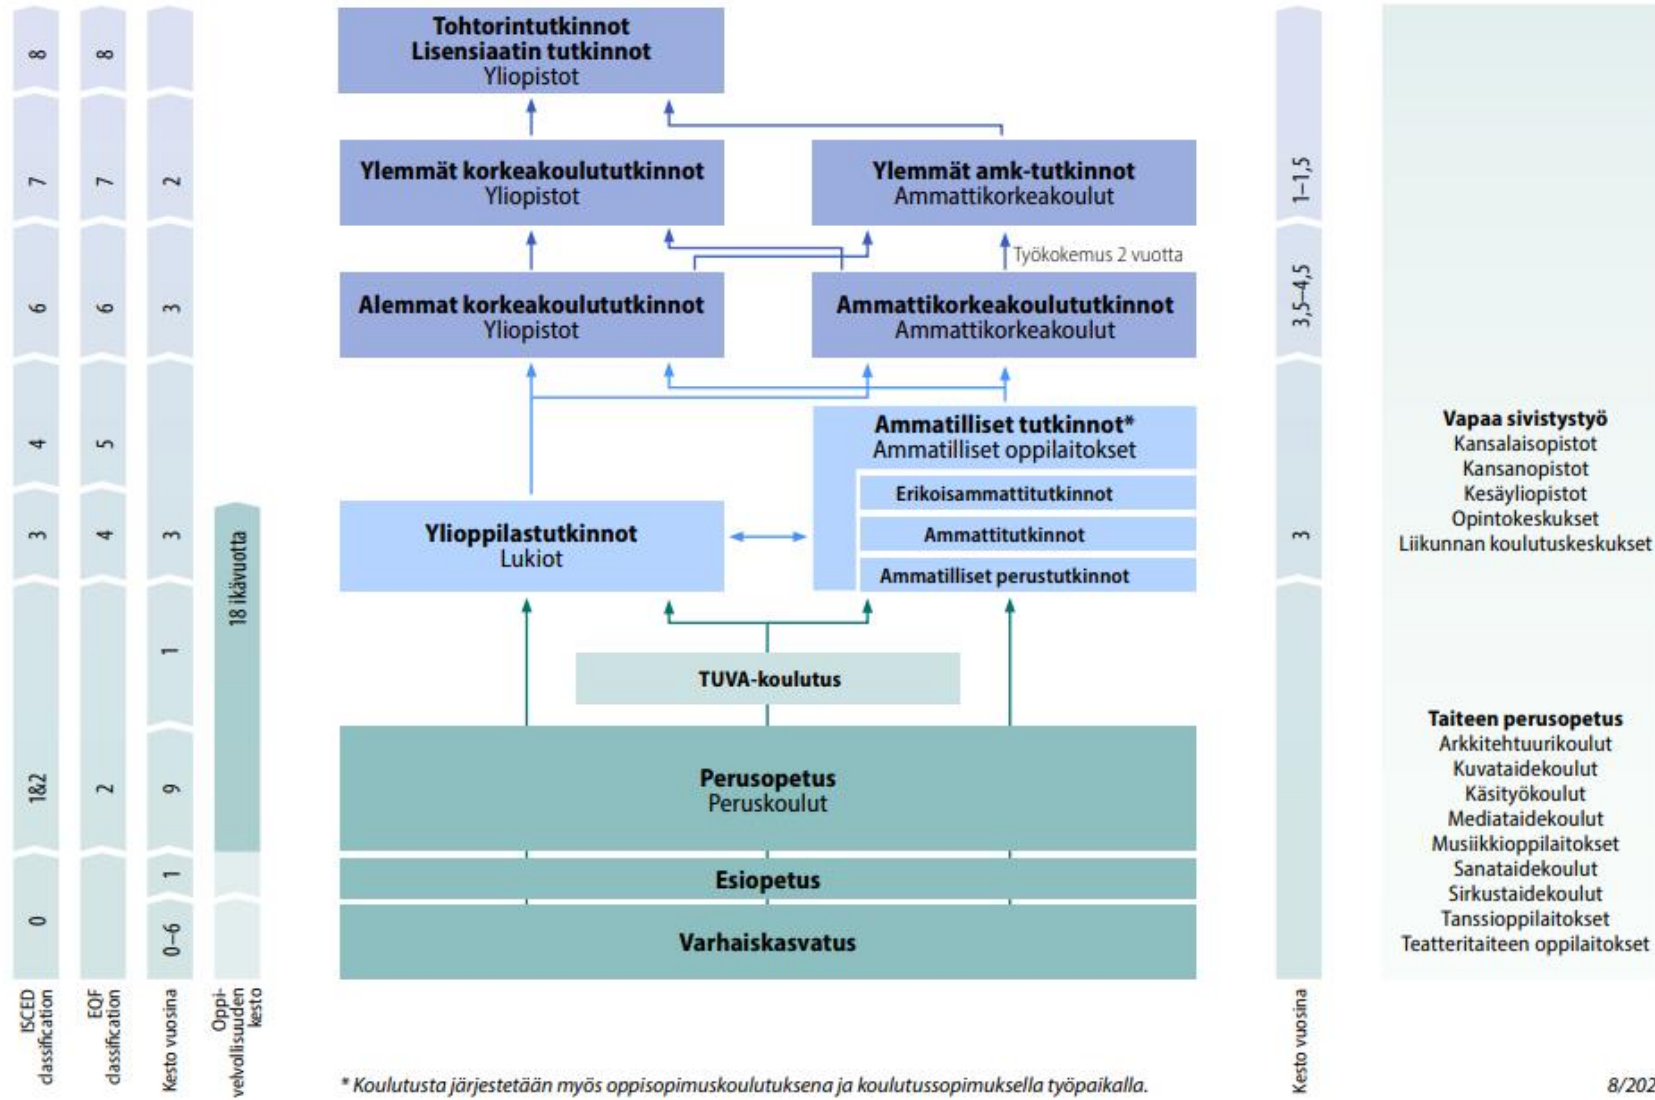 Tohtorintutkinnot
Lisensiaatin tutkinnot
Yliopistot
Ylemmät korkeakoulututkinnot
Yliopistot
Ylemmät amk-tutkinnot
Ammattikorkeakoulut
Työkokemus 2 vuotta
Alemmat korkeakoulututkinnot
Yliopistot
Ammattikorkeakoulututkinnot
Ammattikorkeakoulut
Ammatilliset tutkinnot*
Ammatilliset oppilaitokset
Erikoisammattitutkinnot
Ammattitutkinnot
Ammatilliset perustutkinnot
Ylioppilastutkinnot
Lukiot
TUVA-koulutus
Perusopetus
Peruskoulut
Esiopetus
Varhaiskasvatus
8
7
6
4
3
1&2
0
ISCED
classification
8
7
6
5
4
2
EQF
classification
2
3
3
1
9
1
0–6
Kesto vuosina
18 ikävuotta
Oppi-
velvollisuuden
kesto
1–1,5
3,5–4,5
3
Kesto vuosina
Vapaa sivistystyö
Kansalaisopistot
Kansanopistot
Kesäyliopistot
Opintokeskukset
Liikunnan koulutuskeskukset
Taiteen perusopetus
Arkkitehtuurikoulut
Kuvataidekoulut
Käsityökoulut
Mediataidekoulut
Musiikkioppilaitokset
Sanataidekoulut
Sirkustaidekoulut
Tanssioppilaitokset
Teatteritaiteen oppilaitokset
* Koulutusta järjestetään myös oppisopimuskoulutuksena ja koulutussopimuksella työpaikalla.
8/202